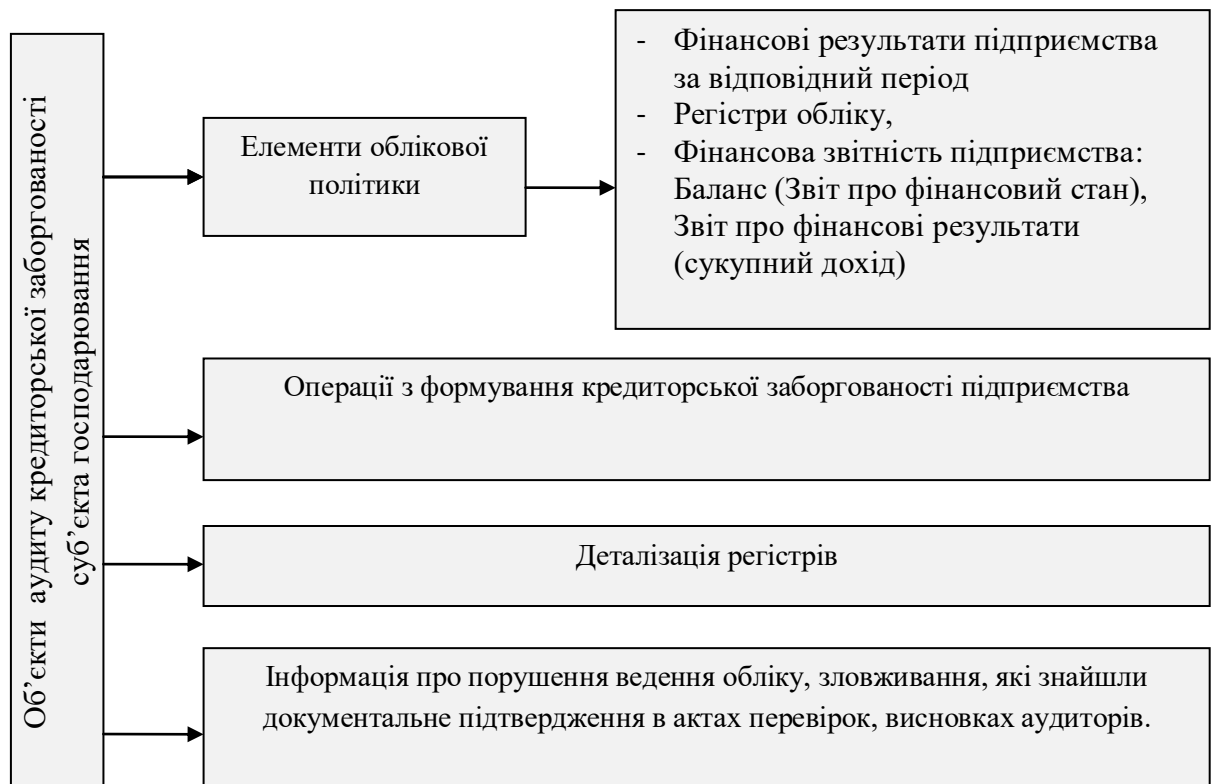 Об’єкти аудиту кредиторської заборгованості
суб’єкта господарювання
Елементи облікової
політики
- Фінансові результати підприємства
за відповідний період
- Регістри обліку,
- Фінансова звітність підприємства:
Баланс (Звіт про фінансовий стан),
Звіт про фінансові результати
(сукупний дохід)
Операції з формування кредиторської заборгованості підприємства
Деталізація регістрів
Інформація про порушення ведення обліку, зловживання, які знайшли
документальне підтвердження в актах перевірок, висновках аудиторів.